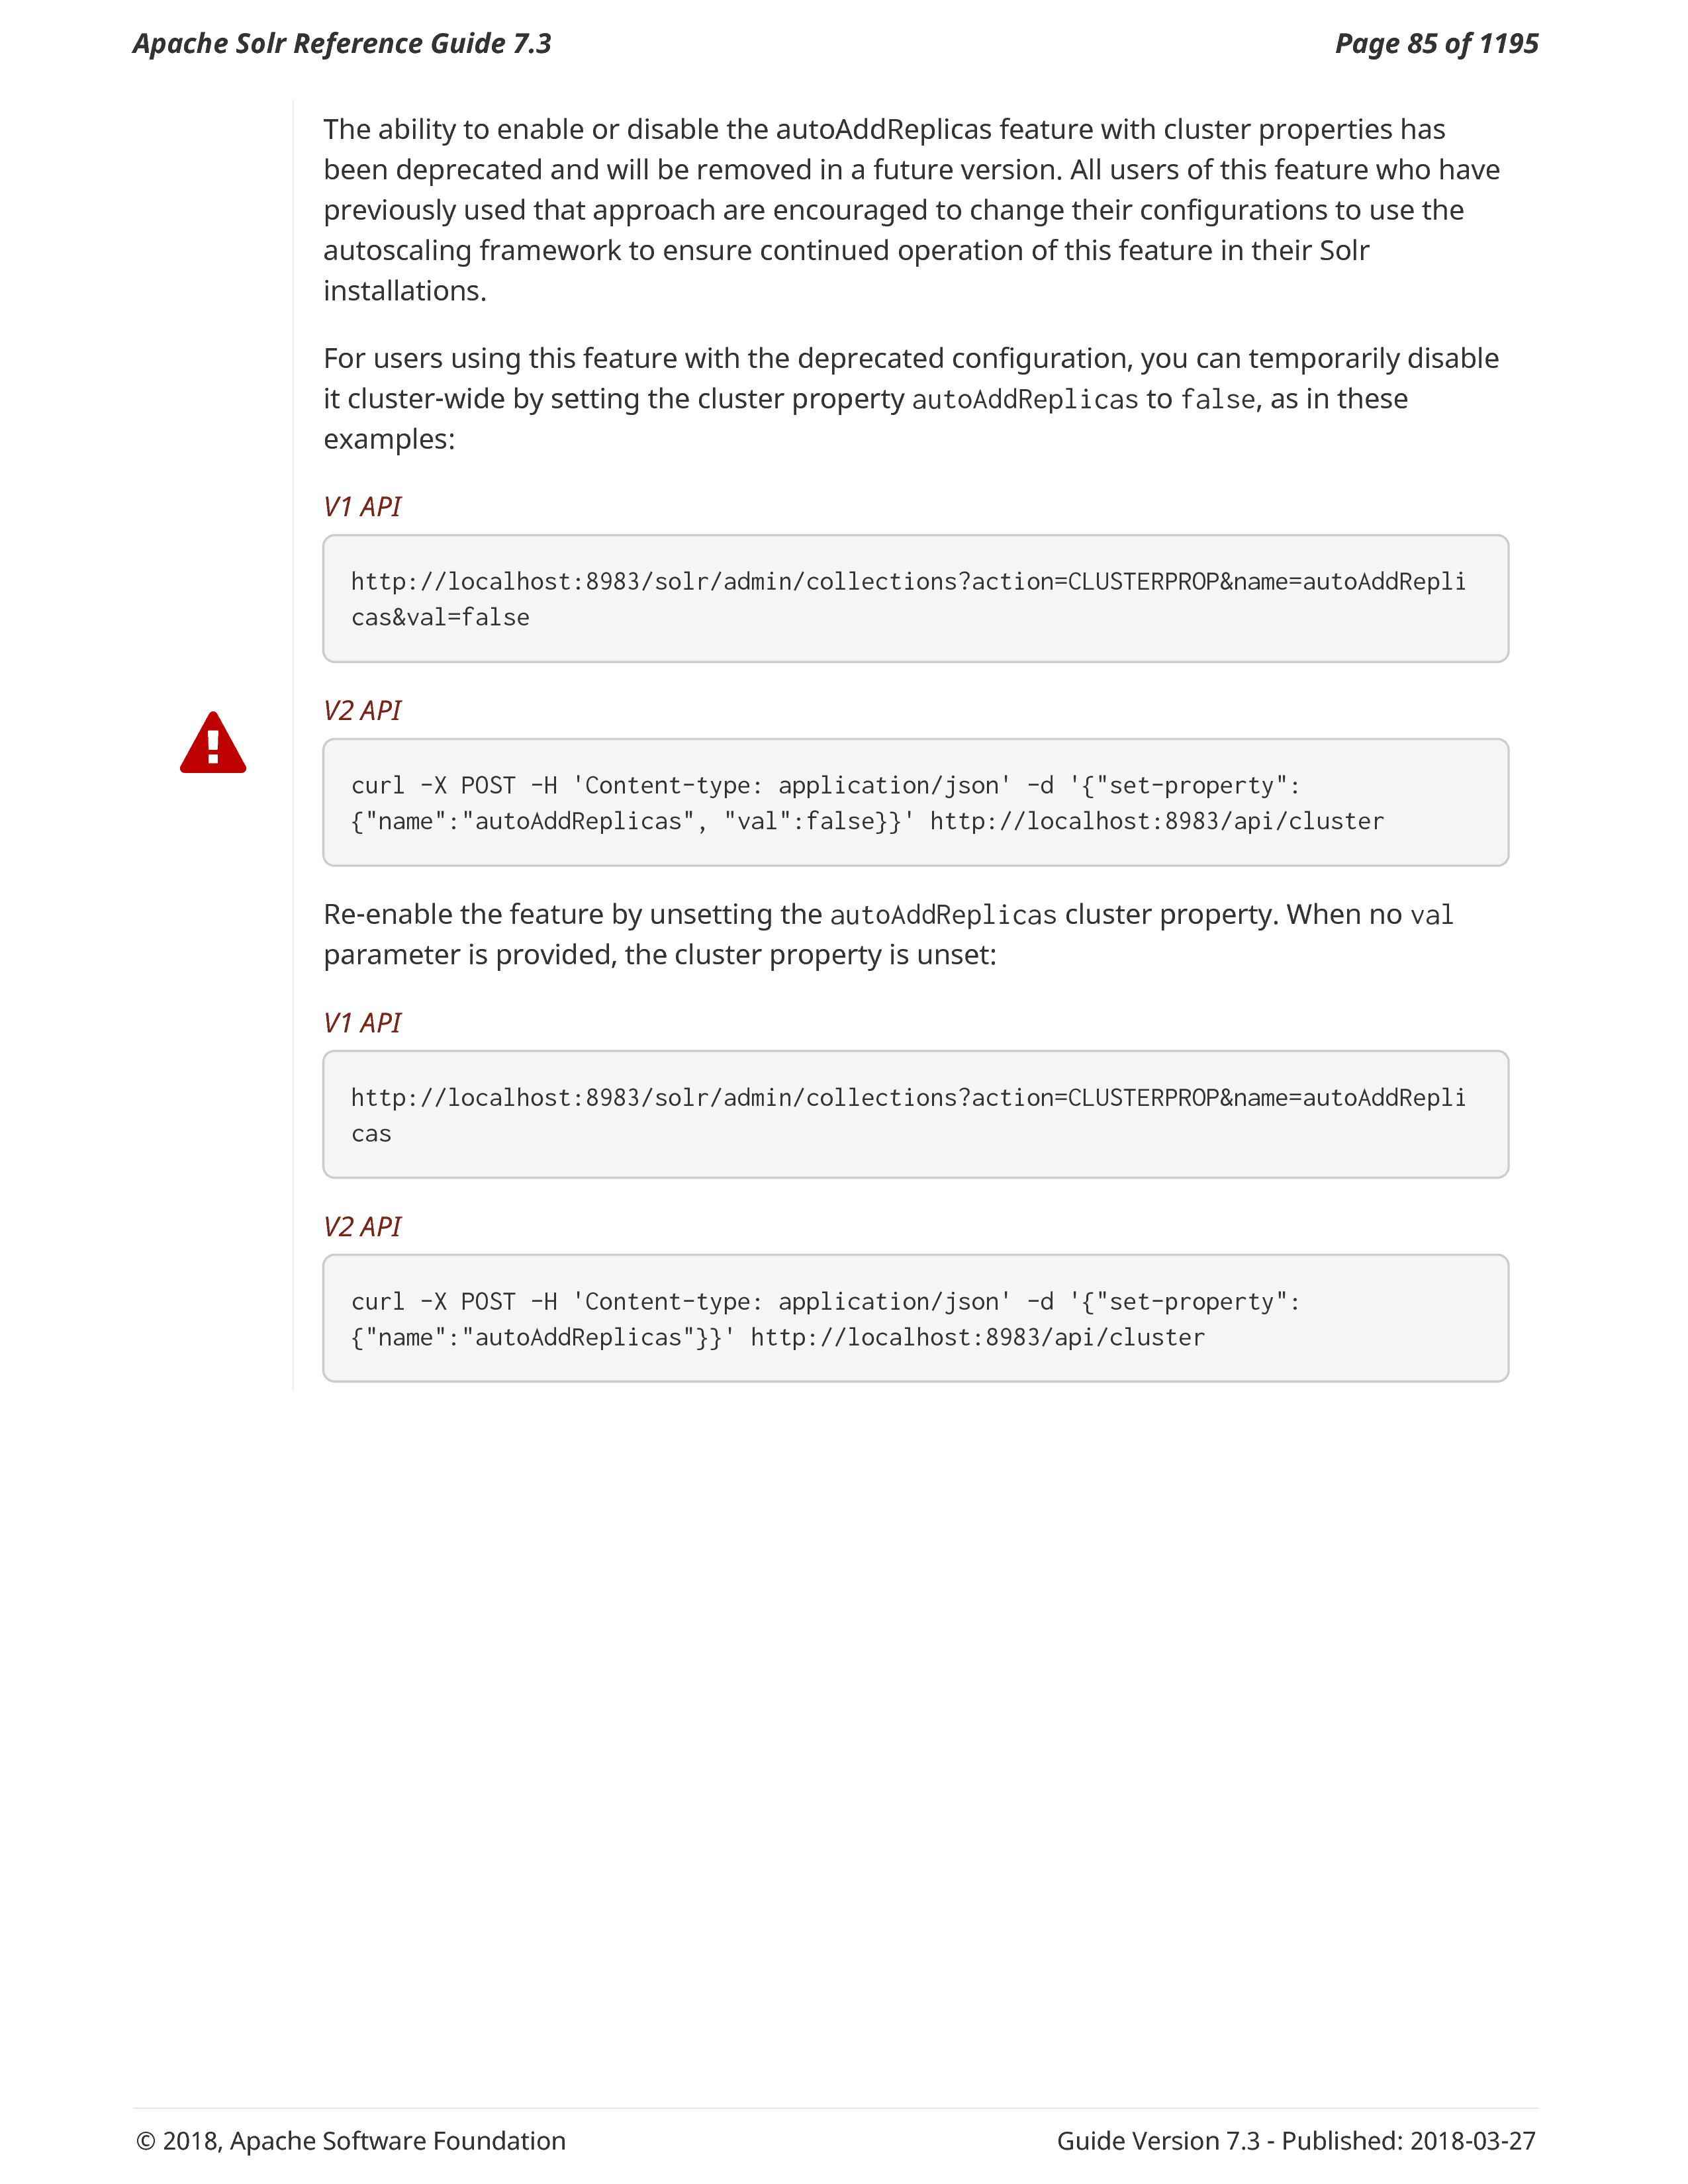 Apache Solr Reference Guide 7.3
Page 85 of 1195
The ability to enable or disable the autoAddReplicas feature with cluster properties has
been deprecated and will be removed in a future version. All users of this feature who have
previously used that approach are encouraged to change their configurations to use the
autoscaling framework to ensure continued operation of this feature in their Solr
installations.
For users using this feature with the deprecated configuration, you can temporarily disable
it cluster-wide by setting the cluster property autoAddReplicas to false, as in these
examples:
V1 API
http://localhost:8983/solr/admin/collections?action=CLUSTERPROP&name=autoAddRepli
cas&val=false
V2 API
curl -X POST -H 'Content-type: application/json' -d '{"set-property":
{"name":"autoAddReplicas", "val":false}}' http://localhost:8983/api/cluster
Re-enable the feature by unsetting the autoAddReplicas cluster property. When no val
parameter is provided, the cluster property is unset:
V1 API
http://localhost:8983/solr/admin/collections?action=CLUSTERPROP&name=autoAddRepli
cas
V2 API
curl -X POST -H 'Content-type: application/json' -d '{"set-property":
{"name":"autoAddReplicas"}}' http://localhost:8983/api/cluster
© 2018, Apache Software Foundation
Guide Version 7.3 - Published: 2018-03-27